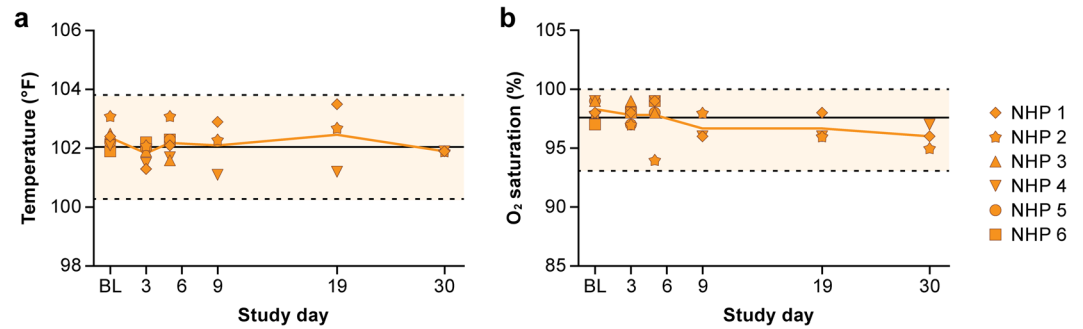 a
Temperature (°F)
106
104
102
100
98
BL 3 6 9 19 30
Study day
b
O₂ saturation (%)
105
100
95
90
85
BL 3 6 9 19 30
Study day
NHP 1
NHP 2
NHP 3
NHP 4
NHP 5
NHP 6